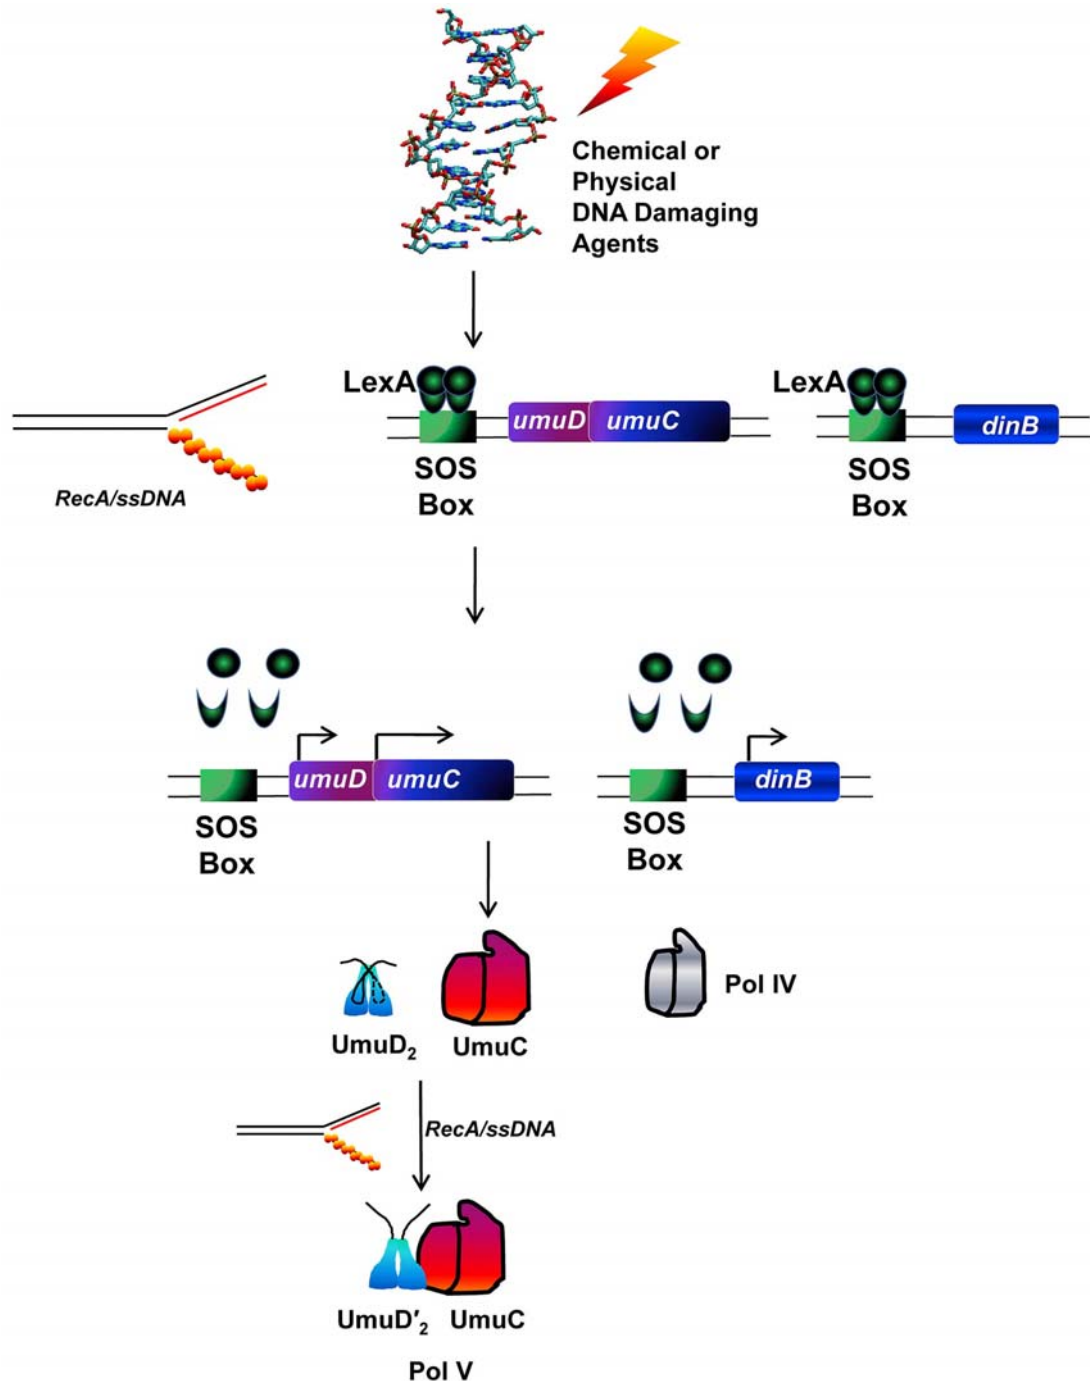 Chemical or
Physical
DNA Damaging
Agents
LexA
LexA
umuD
umuC
dinB
SOS
Box
SOS
Box
RecA/ssDNA
umuD
umuC
dinB
SOS
Box
SOS
Box
Pol IV
UmuD₂
UmuC
RecA/ssDNA
UmuD′₂
UmuC
Pol V